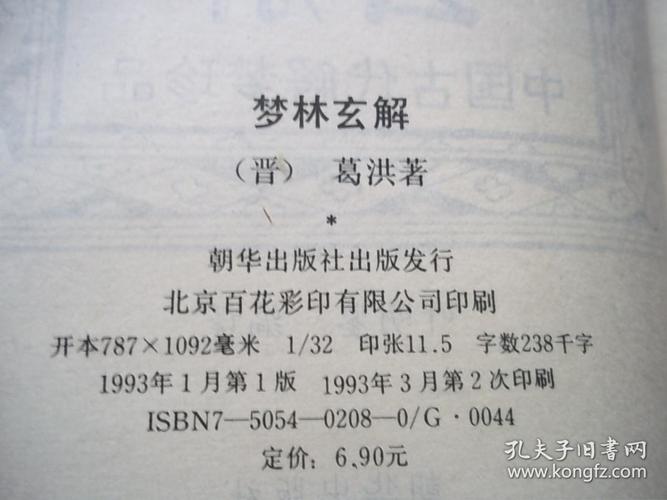 梦林玄解
（晋） 葛洪著
*
朝华出版社出版发行
北京百花彩印有限公司印刷
开本787×1092毫米 1/32 印张11.5 字数238千字
1993年1月第1版 1993年3月第2次印刷
ISBN7—5054—0208—0/G·0044
定价：6.90元
孔夫子旧书网
www.kongfz.com